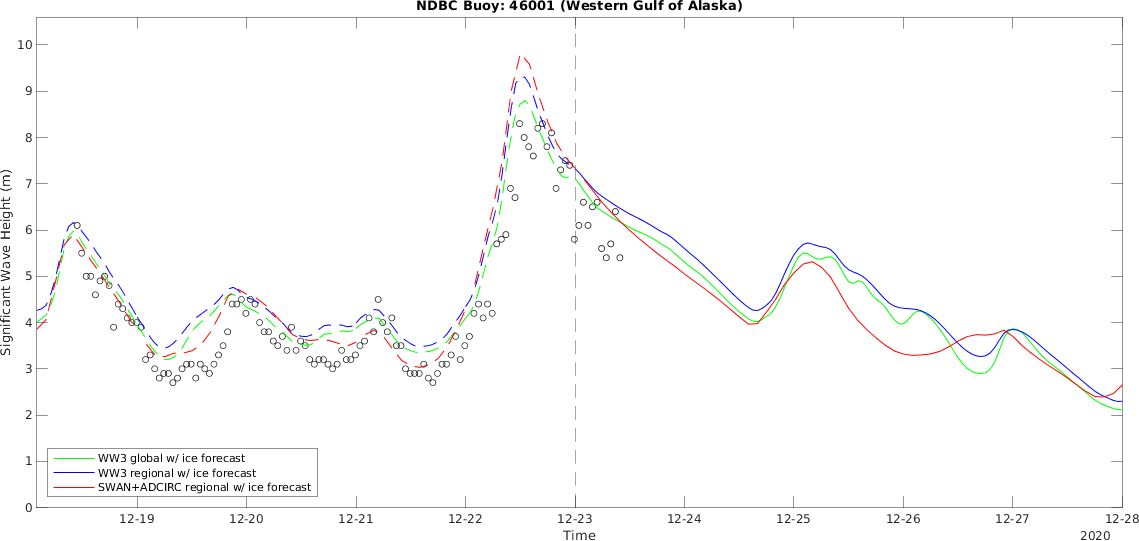 NDBC Buoy: 46001 (Western Gulf of Alaska)
Significant Wave Height (m)
10
9
8
7
6
5
4
3
2
1
0
WW3 global w/ ice forecast
WW3 regional w/ ice forecast
SWAN+ADCIRC regional w/ ice forecast
12-19 12-20 12-21 12-22 12-23 12-24 12-25 12-26 12-27 12-28
Time
2020